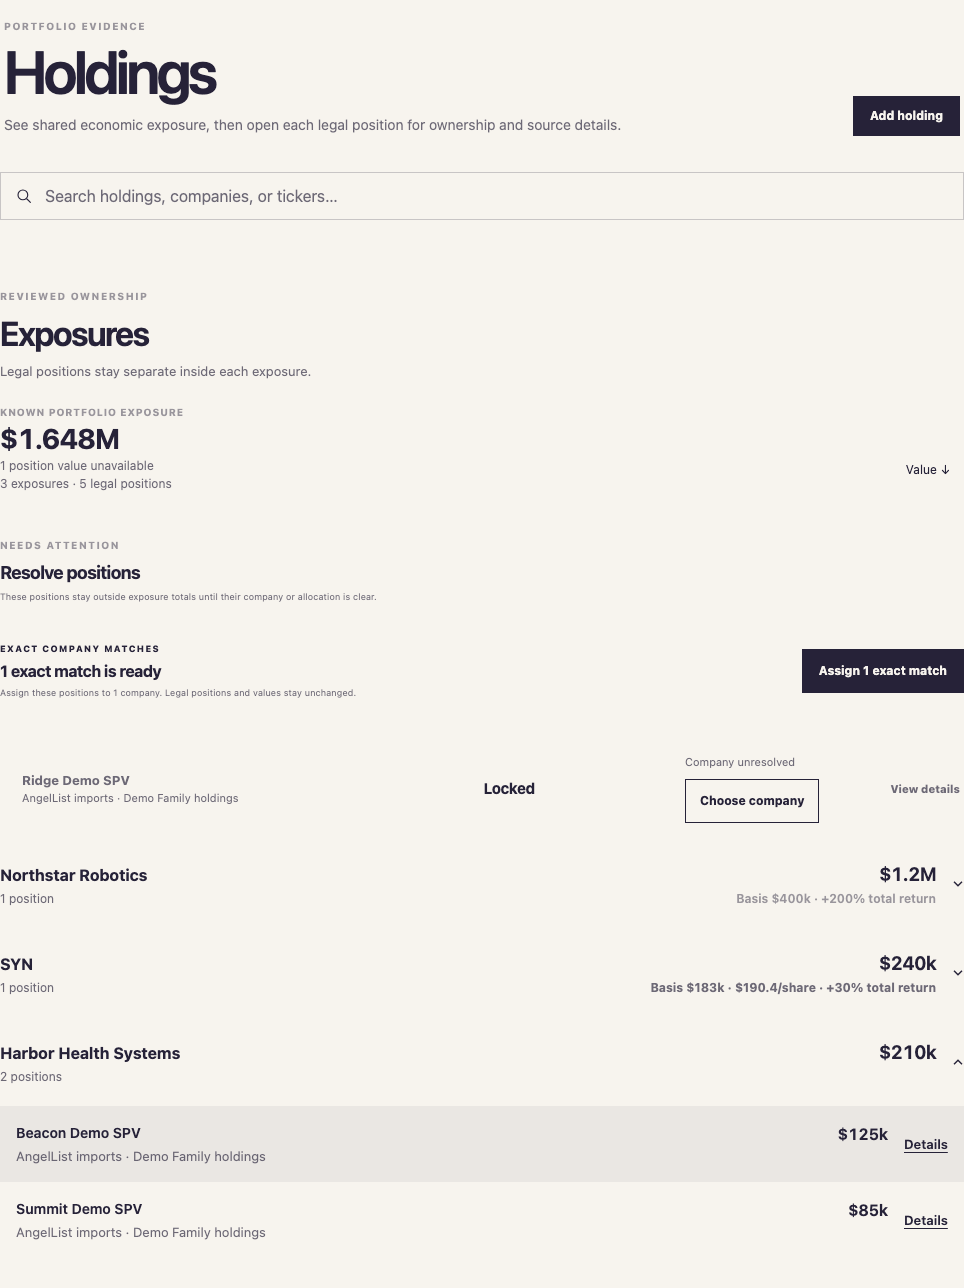 PORTFOLIO EVIDENCE
Holdings
See shared economic exposure, then open each legal position for ownership and source details.
Add holding
Search holdings, companies, or tickers...
REVIEWED OWNERSHIP
Exposures
Legal positions stay separate inside each exposure.
KNOWN PORTFOLIO EXPOSURE
$1.648M
1 position value unavailable
3 exposures · 5 legal positions
Value ↓
NEEDS ATTENTION
Resolve positions
These positions stay outside exposure totals until their company or allocation is clear.
EXACT COMPANY MATCHES
1 exact match is ready
Assign these positions to 1 company. Legal positions and values stay unchanged.
Assign 1 exact match
Ridge Demo SPV
AngelList imports · Demo Family holdings
Locked
Company unresolved
Choose company
View details
Northstar Robotics
1 position
$1.2M
Basis $400k · +200% total return
SYN
1 position
$240k
Basis $183k · $190.4/share · +30% total return
Harbor Health Systems
2 positions
$210k
Beacon Demo SPV
AngelList imports · Demo Family holdings
$125k
Details
Summit Demo SPV
AngelList imports · Demo Family holdings
$85k
Details